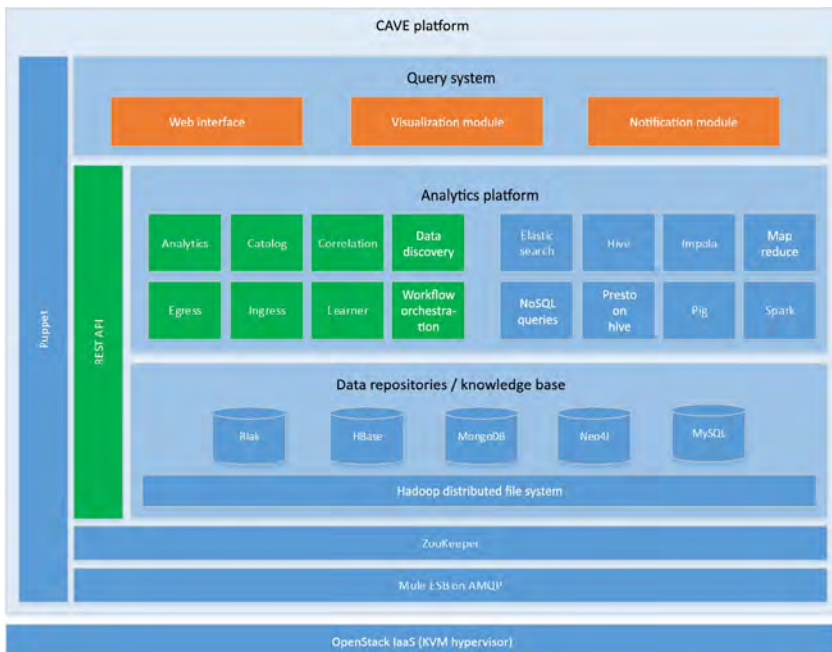 CAVE platform
Query system
Web interface
Visualization module
Notification module
Puppet
REST API
Analytics platform
Analytics
Catalog
Correlation
Data
discovery
Elastic
search
Hive
Impala
Map
reduce
Egress
Ingress
Learner
Workflow
orchestra-
tion
NoSQL
queries
Presto
on
hive
Pig
Spark
Data repositories / knowledge base
Riak
HBase
MongoDB
Neo4J
MySQL
Hadoop distributed file system
ZooKeeper
Mule ESB on AMQP
OpenStack IaaS (KVM hypervisor)